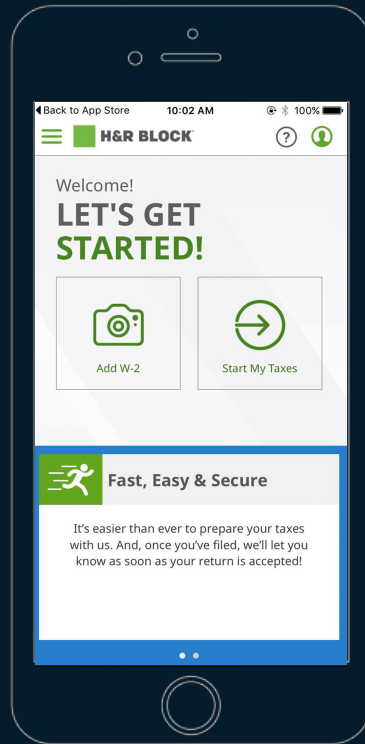 Back to App Store 10:02 AM 100%
H&R BLOCK ?
Welcome!
LET'S GET
STARTED!
Add W-2 Start My Taxes
Fast, Easy & Secure
It's easier than ever to prepare your taxes
with us. And, once you've filed, we'll let you
know as soon as your return is accepted!